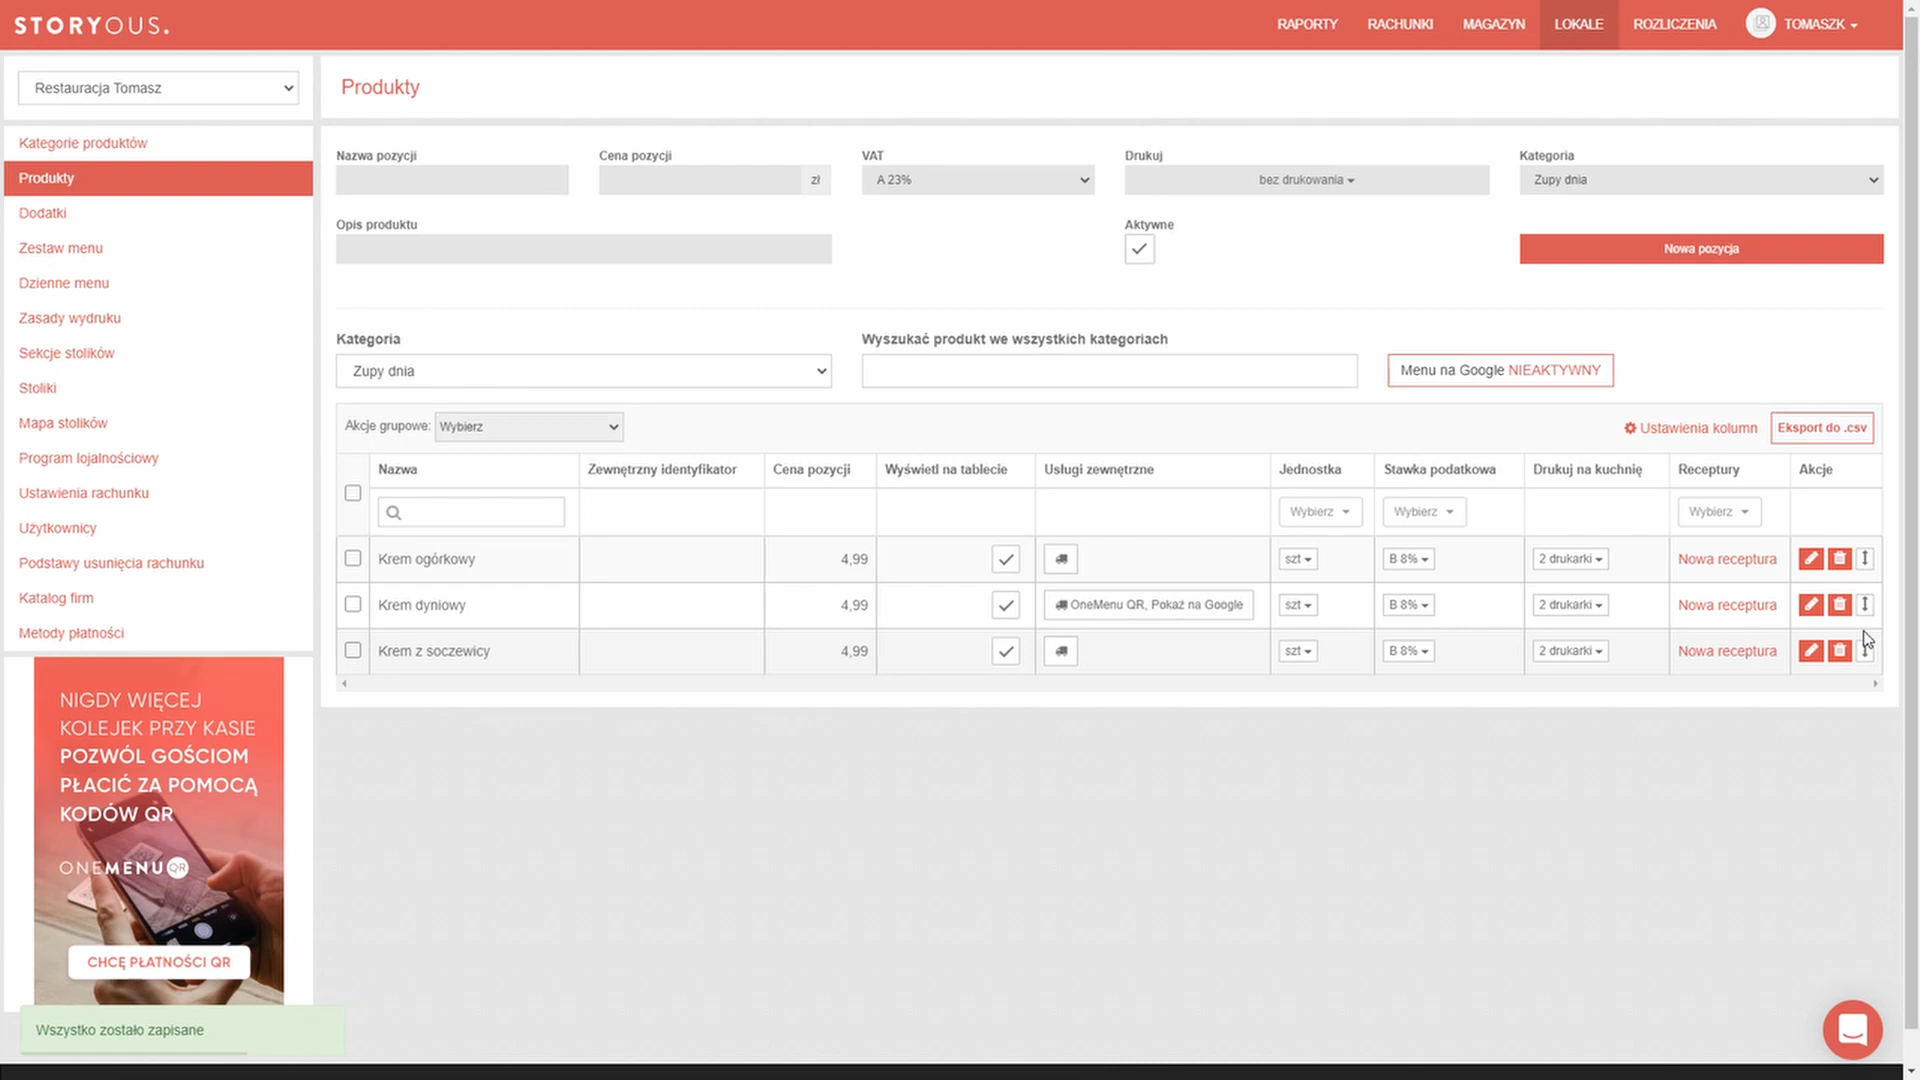 STORYOUS.
RAPORTY RACHUNKI MAGAZYN LOKALE ROZLICZENIA TOMASZK
Restauracja Tomasz
Kategorie produktów
Produkty
Dodatki
Zestaw menu
Dzienne menu
Zasady wydruku
Sekcje stolików
Stoliki
Mapa stolików
Program lojalnościowy
Ustawienia rachunku
Użytkownicy
Podstawy usunięcia rachunku
Katalog firm
Metody płatności
NIGDY WIĘCEJ
KOLEJEK PRZY KASIE
POZWÓL GOŚCIOM
PŁACIĆ ZA POMOCĄ
KODÓW QR
ONEMENU QR
CHCĘ PŁATNOŚCI QR
Wszystko zostało zapisane
Produkty
Nazwa pozycji Cena pozycji VAT Drukuj Kategoria
zł A 23% bez drukowania Zupy dnia
Opis produktu Aktywne
Nowa pozycja
Kategoria Wyszukać produkt we wszystkich kategoriach
Zupy dnia Menu na Google NIEAKTYWNY
Akcje grupowe: Wybierz Ustawienia kolumn Eksport do .csv
Nazwa Zewnętrzny identyfikator Cena pozycji Wyświetl na tablecie Usługi zewnętrzne Jednostka Stawka podatkowa Drukuj na kuchnię Receptury Akcje
Wybierz Wybierz Wybierz
Krem ogórkowy 4,99 szt B 8% 2 drukarki Nowa receptura
Krem dyniowy 4,99 OneMenu QR, Pokaż na Google szt B 8% 2 drukarki Nowa receptura
Krem z soczewicy 4,99 szt B 8% 2 drukarki Nowa receptura